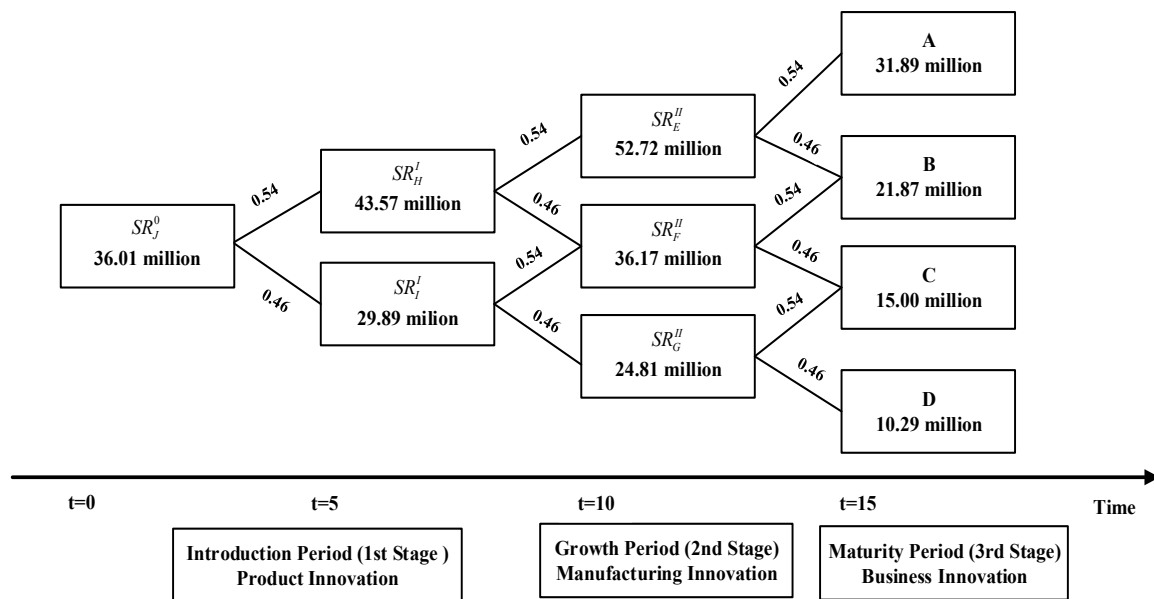 A
31.89 million
0.54
SR_E^{II}
52.72 million
0.54
0.46
SR_H^I
43.57 million
B
21.87 million
0.54
0.54
0.46
SR_J^0
36.01 million
SR_F^{II}
36.17 million
0.46
0.54
0.46
SR_I^I
29.89 milion
C
15.00 million
0.54
0.46
SR_G^{II}
24.81 million
0.46
D
10.29 million
t=0
t=5
t=10
t=15
Time
Introduction Period (1st Stage )
Product Innovation
Growth Period (2nd Stage)
Manufacturing Innovation
Maturity Period (3rd Stage)
Business Innovation